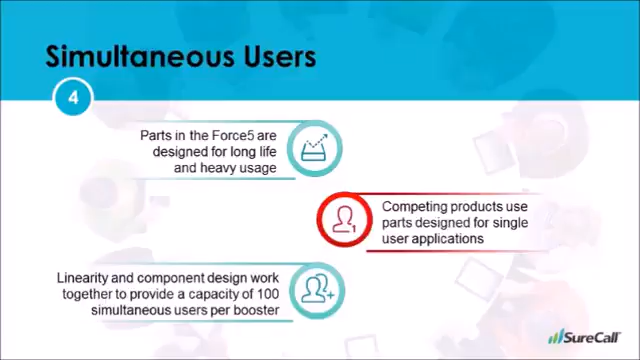 Simultaneous Users
4
Parts in the Force5 are
designed for long life
and heavy usage
Competing products use
parts designed for single
user applications
1
Linearity and component design work
together to provide a capacity of 100
simultaneous users per booster
+
SureCall